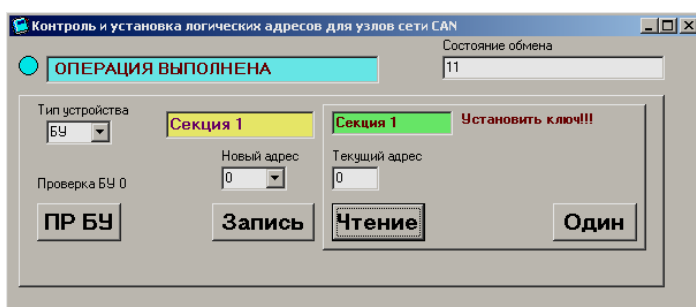 Контроль и установка логических адресов для узлов сети CAN
Состояние обмена
ОПЕРАЦИЯ ВЫПОЛНЕНА
11
Тип устройства
БУ
Секция 1
Секция 1
Установить ключ!!!
Новый адрес
Текущий адрес
Проверка БУ 0
0
0
ПР БУ
Запись
Чтение
Один